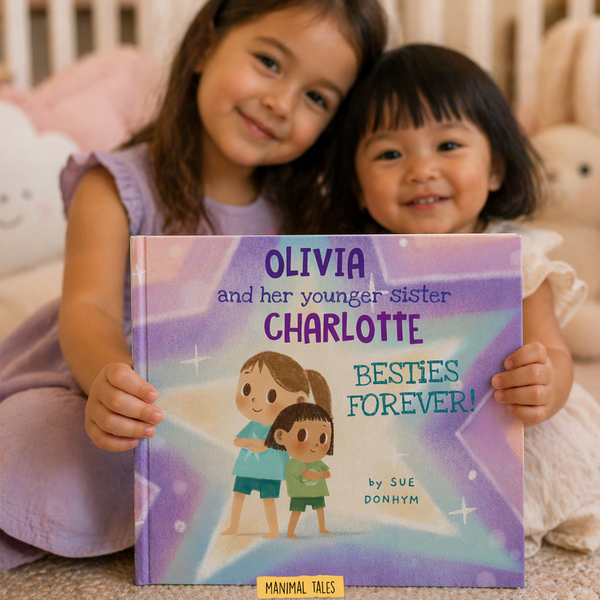 OLIVIA
and her younger sister
CHARLOTTE
BESTIES
FOREVER!
by SUE
DONHYM
MANIMAL TALES